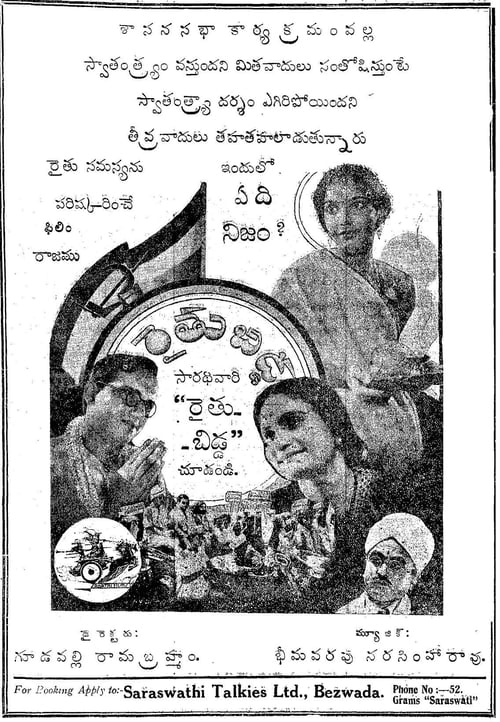 శాసనసభా కార్యక్రమంవల్ల
స్వాతంత్ర్యం వస్తుందని మితవాదులు సంతోషిస్తుంటే
స్వాతంత్ర్యా దర్శం ఎగిరిపోయిందని
తీవ్రవాదులు తహతహలాడుతున్నారు
రైతు సమస్యను
పరిష్కరించే
ఫిలిం
రాజము
ఇందులో
ఏది
నిజం?
రైతుబిడ్డ
సారథివారి
"రైతు-
-బిడ్డ"
చూడండి.
డైరెక్టరు:
గూడవల్లి రామబ్రహ్మం.
మ్యూజిక్:
భీమవరపు నరసింహారావు.
For Booking Apply to:- Saraswathi Talkies Ltd., Bezwada.
Phone No :—52.
Grams "Saraswati"